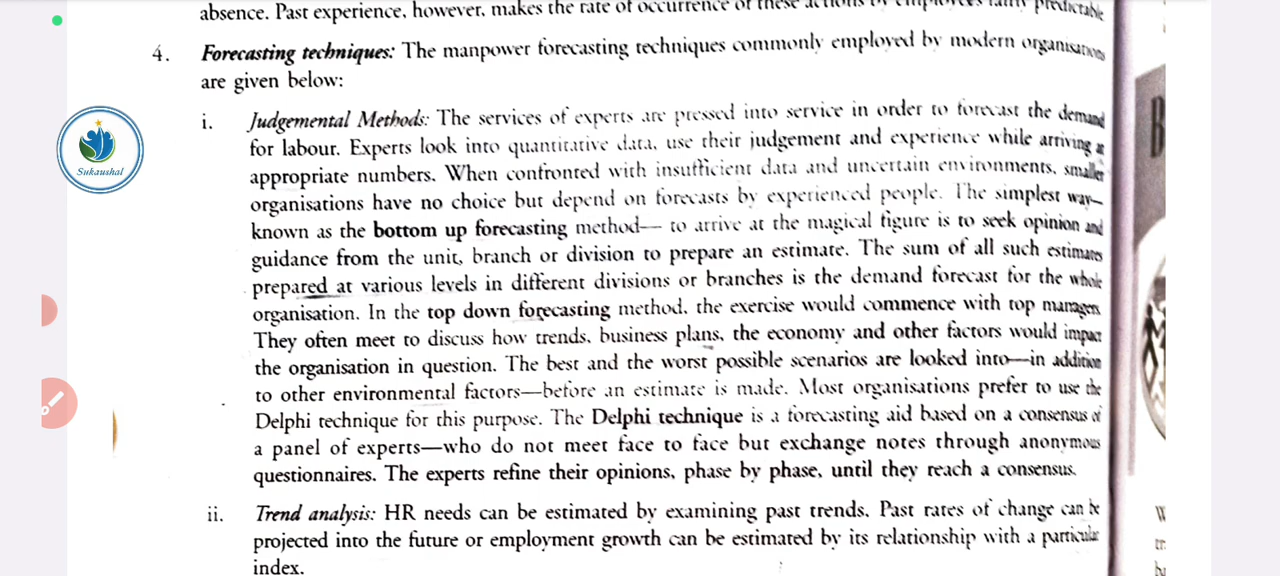 absence. Past experience, however, makes the rate of occurrence of these actions by employees fairly predictable
4. Forecasting techniques: The manpower forecasting techniques commonly employed by modern organisations
are given below:
i. Judgemental Methods: The services of experts are pressed into service in order to forecast the demand
for labour. Experts look into quantitative data, use their judgement and experience while arriving at
appropriate numbers. When confronted with insufficient data and uncertain environments, smaller
organisations have no choice but depend on forecasts by experienced people. The simplest way—
known as the bottom up forecasting method— to arrive at the magical figure is to seek opinion and
guidance from the unit, branch or division to prepare an estimate. The sum of all such estimates
prepared at various levels in different divisions or branches is the demand forecast for the whole
organisation. In the top down forecasting method, the exercise would commence with top managers.
They often meet to discuss how trends, business plans, the economy and other factors would impact
the organisation in question. The best and the worst possible scenarios are looked into—in addition
to other environmental factors—before an estimate is made. Most organisations prefer to use the
Delphi technique for this purpose. The Delphi technique is a forecasting aid based on a consensus of
a panel of experts—who do not meet face to face but exchange notes through anonymous
questionnaires. The experts refine their opinions, phase by phase, until they reach a consensus.
ii. Trend analysis: HR needs can be estimated by examining past trends. Past rates of change can be
projected into the future or employment growth can be estimated by its relationship with a particular
index.
Sukaushal